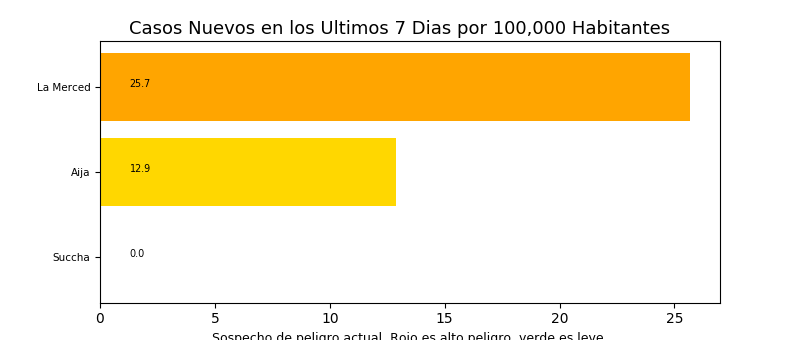 Casos Nuevos en los Ultimos 7 Dias por 100,000 Habitantes
La Merced
25.7
Aija
12.9
Succha
0.0
0 5 10 15 20 25
Sospecho de peligro actual. Rojo es alto peligro, verde es leve